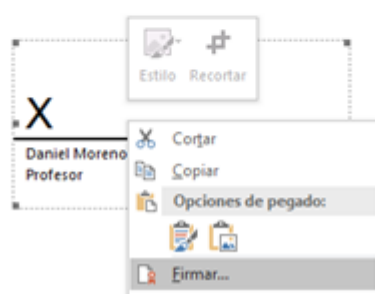 Estilo Recortar
X
Daniel Moreno
Profesor
Cortar
Copiar
Opciones de pegado:
Firmar...